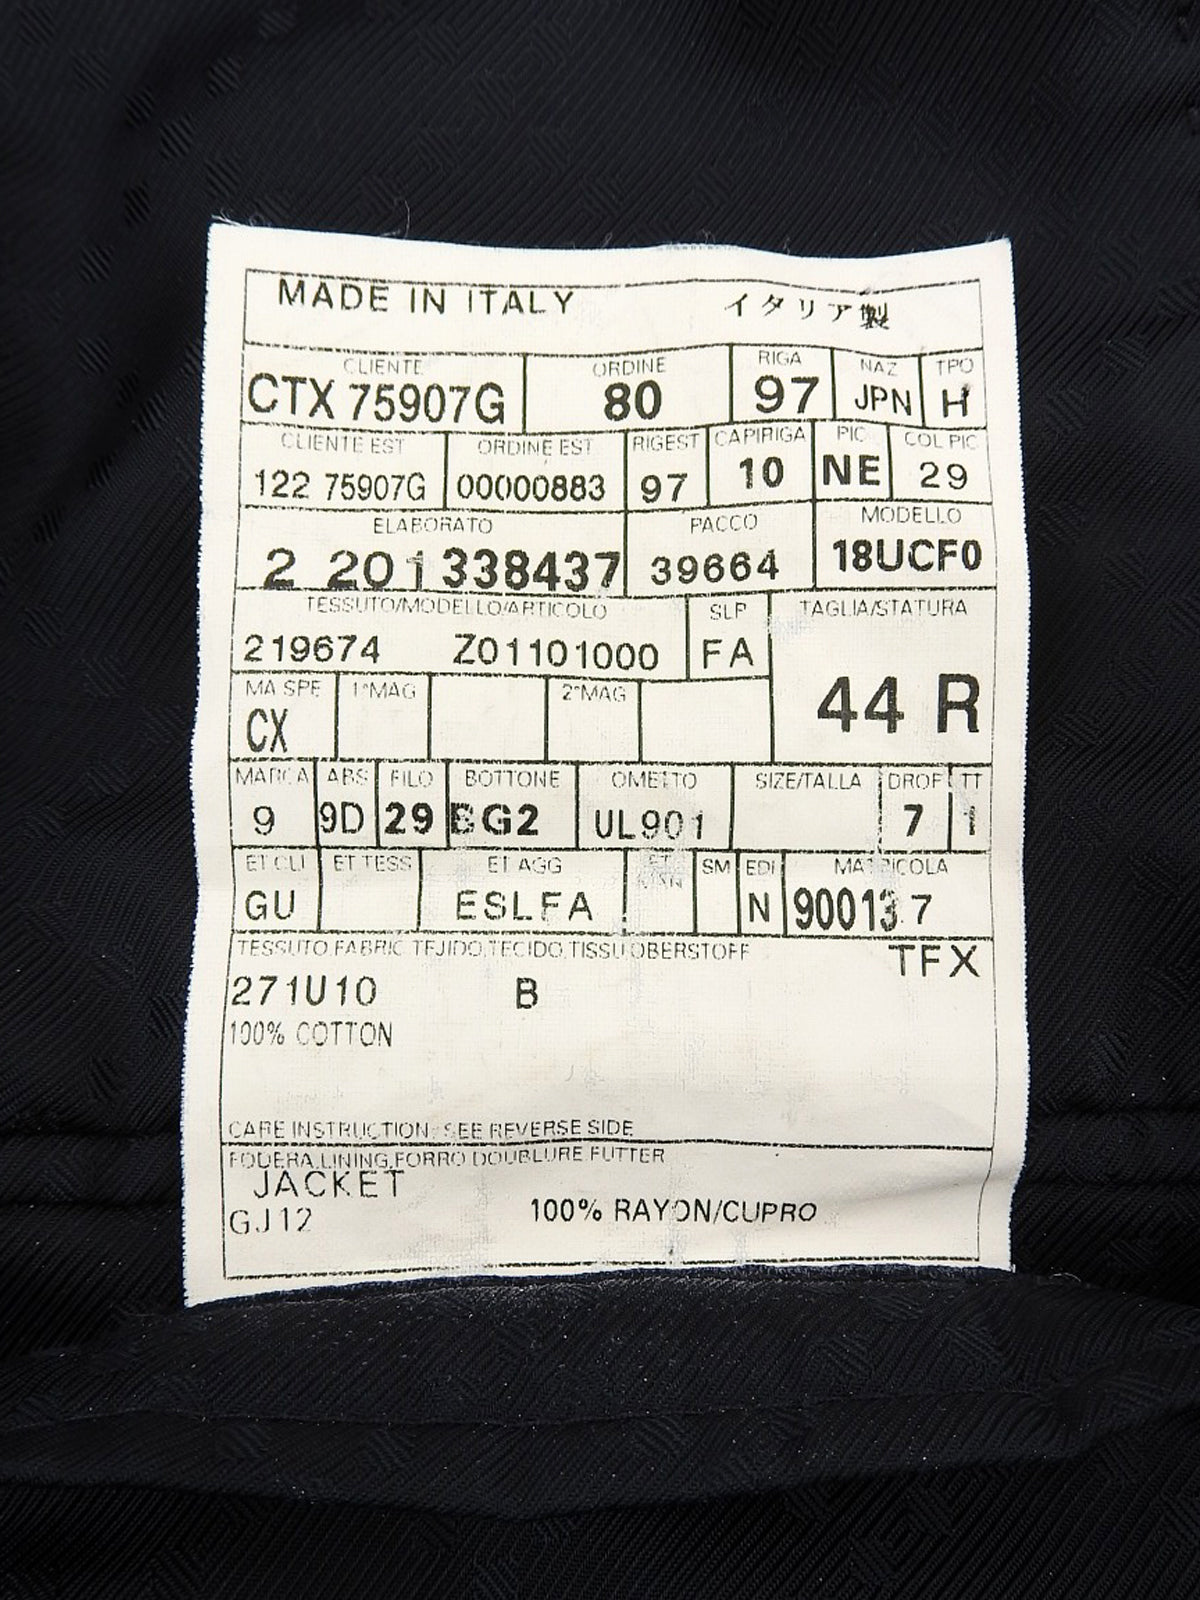 MADE IN ITALY イタリア製
CLIENTE ORDINE RIGA NAZ TPO
CTX 75907G 80 97 JPN H
CLIENTE EST ORDINE EST RIGEST CAPIRIGA PIC COL PIC
122 75907G 00000883 97 10 NE 29
ELABORATO PACCO MODELLO
2 201338437 39664 18UCF0
TESSUTO/MODELLO/ARTICOLO SLP TAGLIA/STATURA
219674 Z01101000 FA
44 R
MA SPE 1°MAG 2°MAG
CX
MARCA ABS FILO BOTTONE OMETTO SIZE/TALLA DROP TT
9 9D 29 BG2 UL901 7 1
ET CLI ET TESS ET AGG ET SM EDI MATRICOLA
GU ESLFA N 90013 7
TESSUTO.FABRIC TEJIDO.TECIDO.TISSU.OBERSTOFF TFX
271U10 B
100% COTTON
CARE INSTRUCTION: SEE REVERSE SIDE
FODERA.LINING.FORRO DOUBLURE FUTTER
JACKET
GJ12 100% RAYON/CUPRO